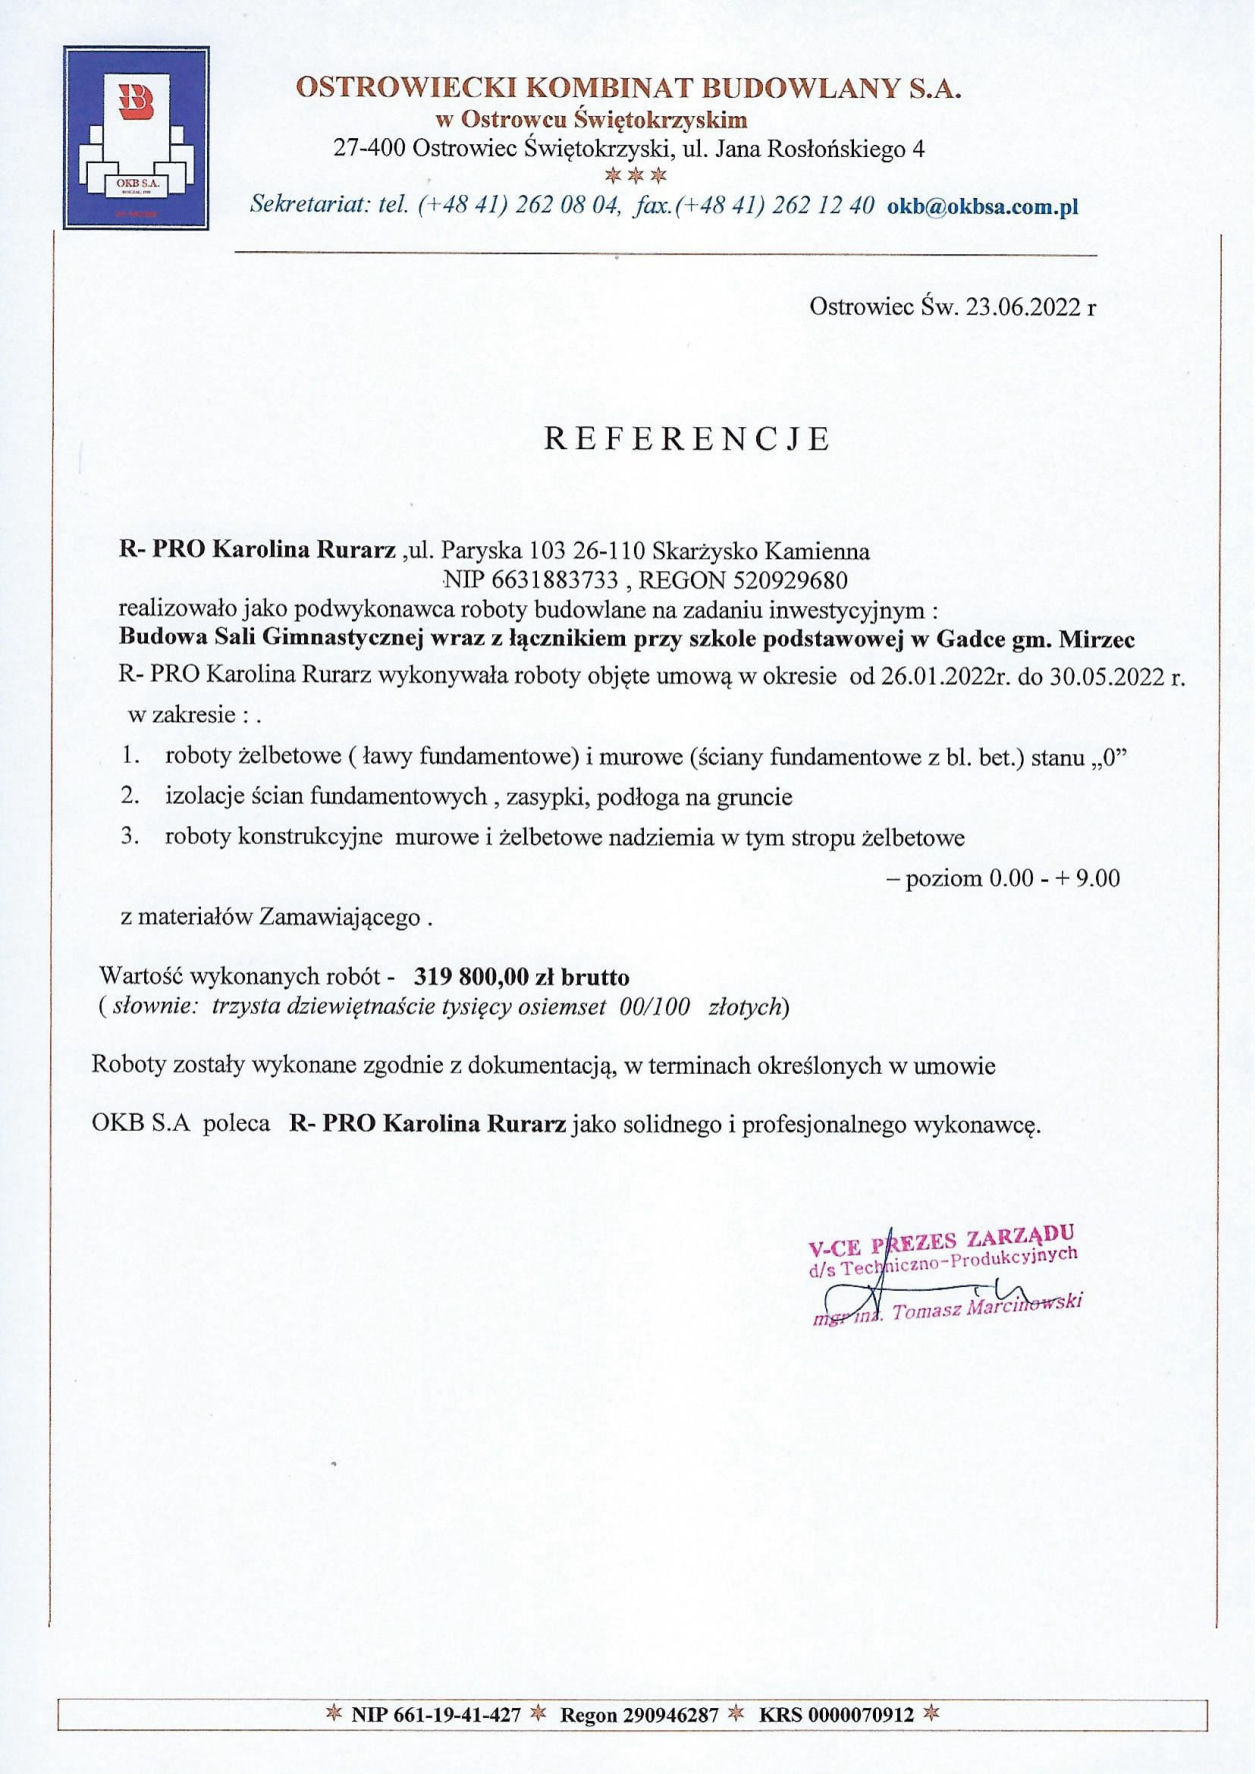 OSTROWIECKI KOMBINAT BUDOWLANY S.A.
w Ostrowcu Świętokrzyskim
27-400 Ostrowiec Świętokrzyski, ul. Jana Rosłońskiego 4
Sekretariat: tel. (+48 41) 262 08 04, fax.(+48 41) 262 12 40 okb@okbsa.com.pl
OKB S.A.
Ostrowiec Św. 23.06.2022 r
REFERENCJE
R- PRO Karolina Rurarz ,ul. Paryska 103 26-110 Skarżysko Kamienna
NIP 6631883733 , REGON 520929680
realizowało jako podwykonawca roboty budowlane na zadaniu inwestycyjnym :
Budowa Sali Gimnastycznej wraz z łącznikiem przy szkole podstawowej w Gadce gm. Mirzec
R- PRO Karolina Rurarz wykonywała roboty objęte umową w okresie od 26.01.2022r. do 30.05.2022 r.
w zakresie : .
1. roboty żelbetowe ( ławy fundamentowe) i murowe (ściany fundamentowe z bl. bet.) stanu „0”
2. izolacje ścian fundamentowych , zasypki, podłoga na gruncie
3. roboty konstrukcyjne murowe i żelbetowe nadziemia w tym stropu żelbetowe
– poziom 0.00 - + 9.00
z materiałów Zamawiającego .
Wartość wykonanych robót - 319 800,00 zł brutto
( słownie: trzysta dziewiętnaście tysięcy osiemset 00/100 złotych)
Roboty zostały wykonane zgodnie z dokumentacją, w terminach określonych w umowie
OKB S.A poleca R- PRO Karolina Rurarz jako solidnego i profesjonalnego wykonawcę.
V-CE PREZES ZARZĄDU
d/s Techniczno-Produkcyjnych
mgr inż. Tomasz Marcinowski
NIP 661-19-41-427 Regon 290946287 KRS 0000070912